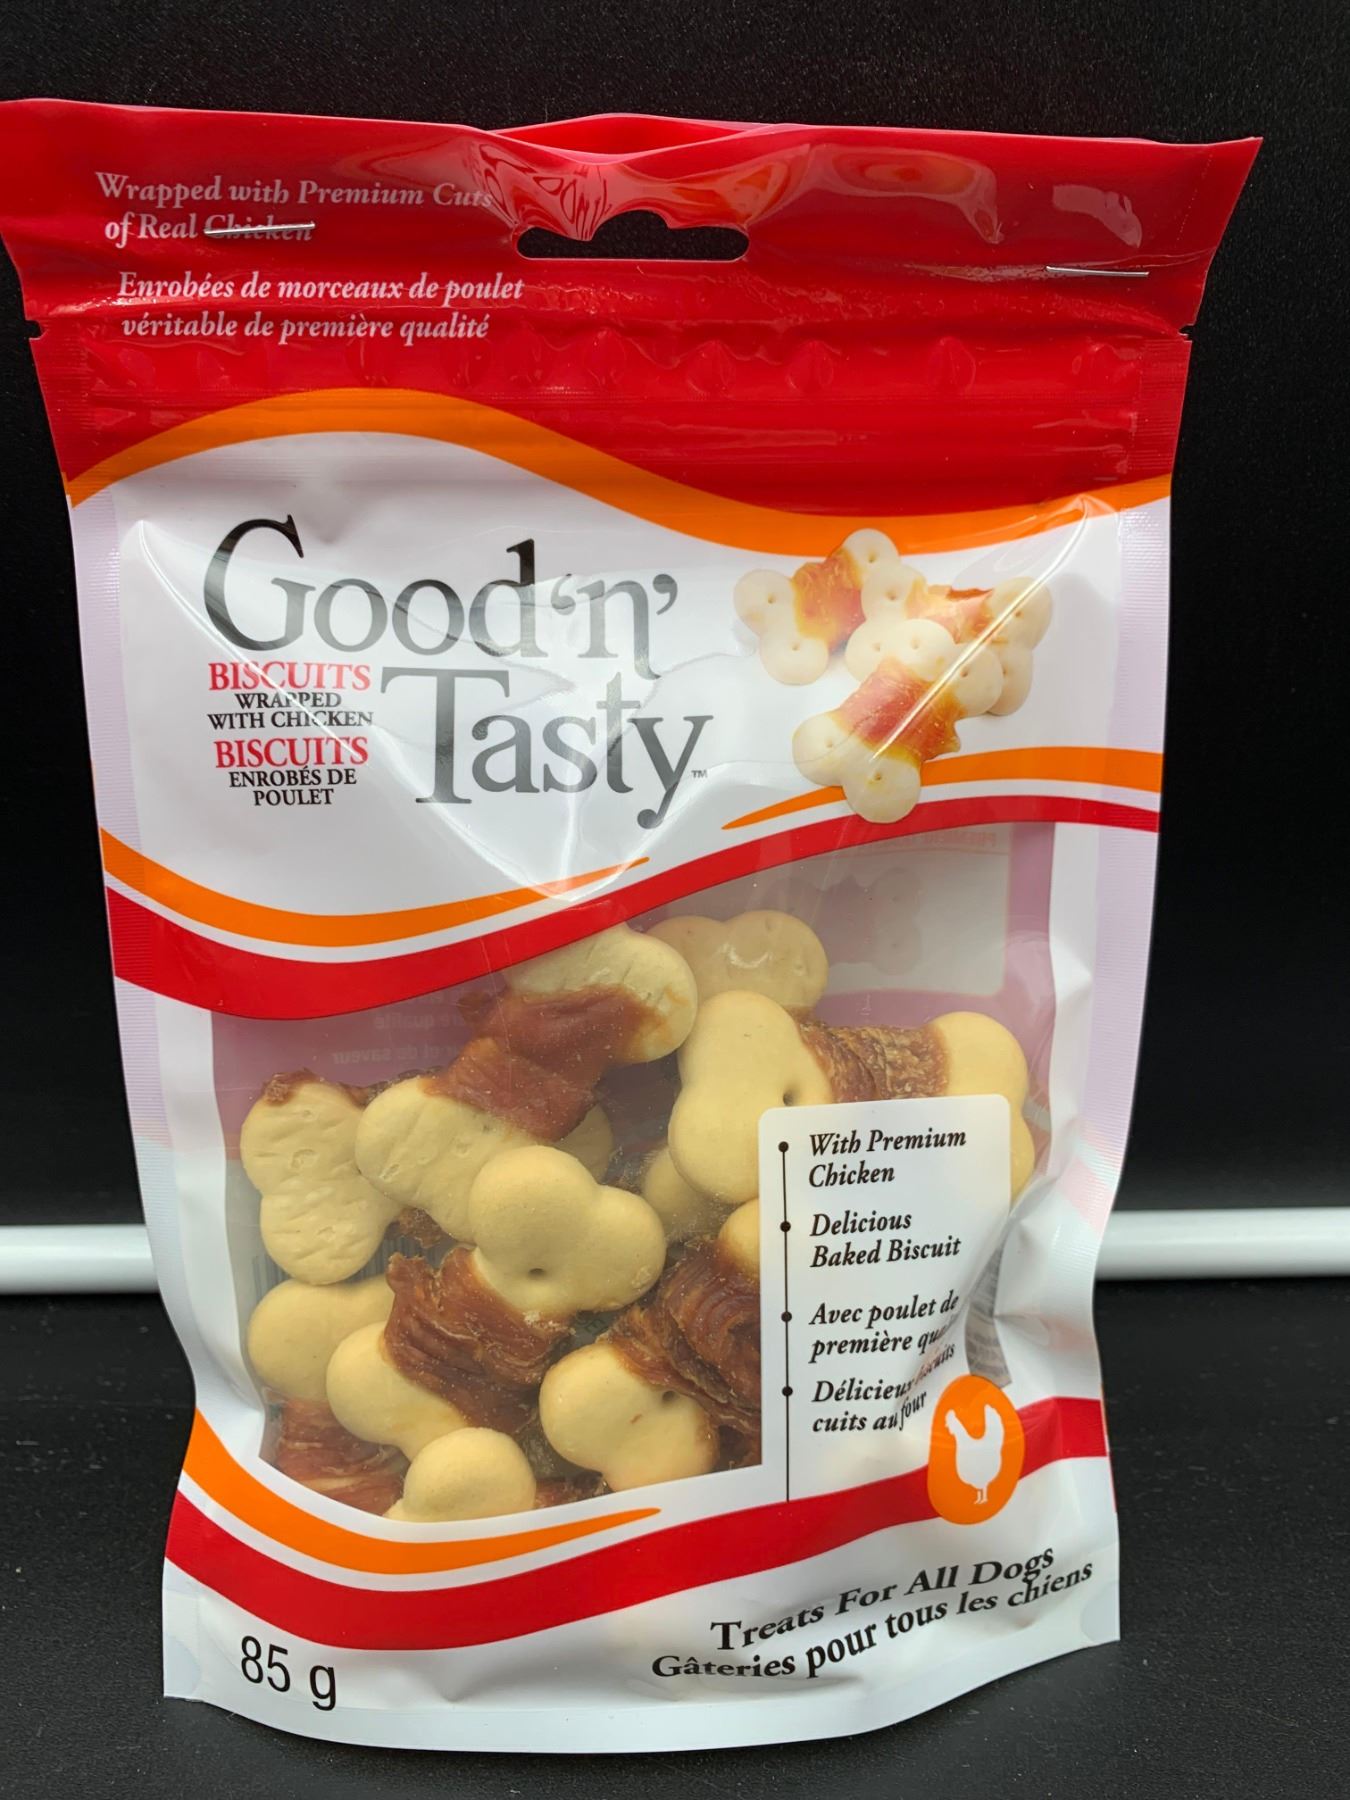 Wrapped with Premium Cuts
of Real Chicken
Enrobées de morceaux de poulet
véritable de première qualité
Good 'n'
Tasty™
BISCUITS
WRAPPED
WITH CHICKEN
BISCUITS
ENROBÉS DE
POULET
With Premium
Chicken
Delicious
Baked Biscuit
Avec poulet de
première
Délicieux biscuits
cuits au four
Treats For All Dogs
Gâteries pour tous les chiens
85 g